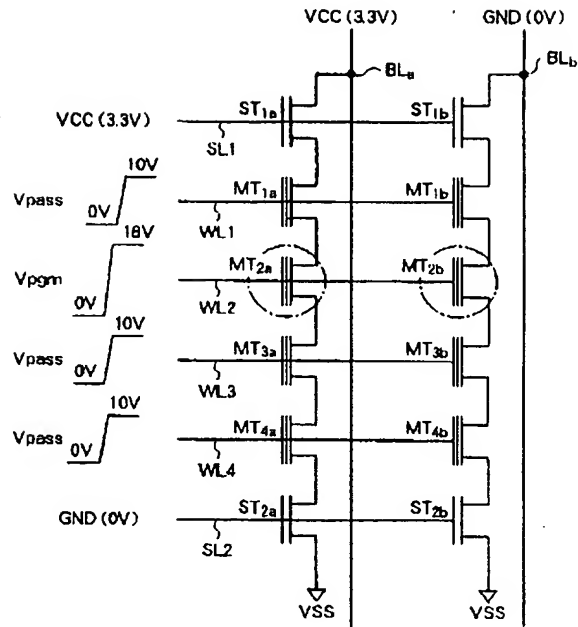 VCC (3.3V) GND (0V)
BLa BLb
VCC (3.3V) ST1a ST1b
SL1
10V
Vpass 0V MT1a MT1b
WL1
18V
Vpgm 0V MT2a MT2b
WL2
10V
Vpass 0V MT3a MT3b
WL3
10V
Vpass 0V MT4a MT4b
WL4
GND (0V) ST2a ST2b
SL2
VSS VSS